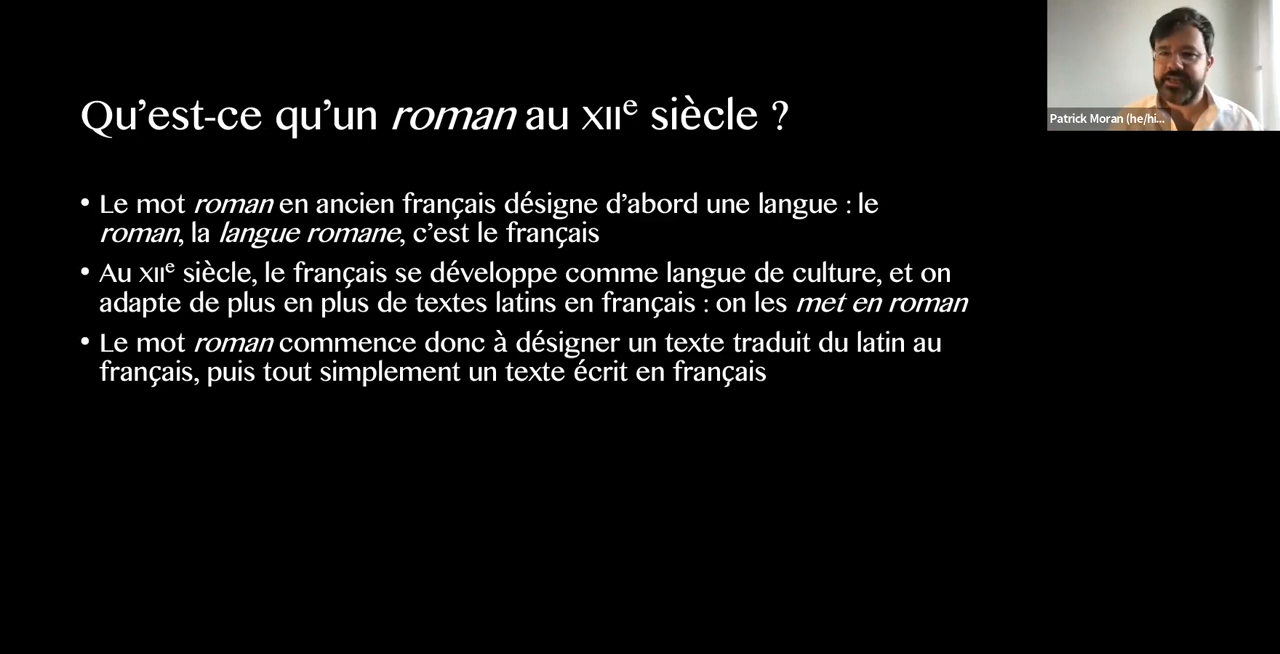 Qu’est-ce qu’un roman au XIIe siècle ?
• Le mot roman en ancien français désigne d’abord une langue : le
roman, la langue romane, c’est le français
• Au XIIe siècle, le français se développe comme langue de culture, et on
adapte de plus en plus de textes latins en français : on les met en roman
• Le mot roman commence donc à désigner un texte traduit du latin au
français, puis tout simplement un texte écrit en français
Patrick Moran (he/hi...